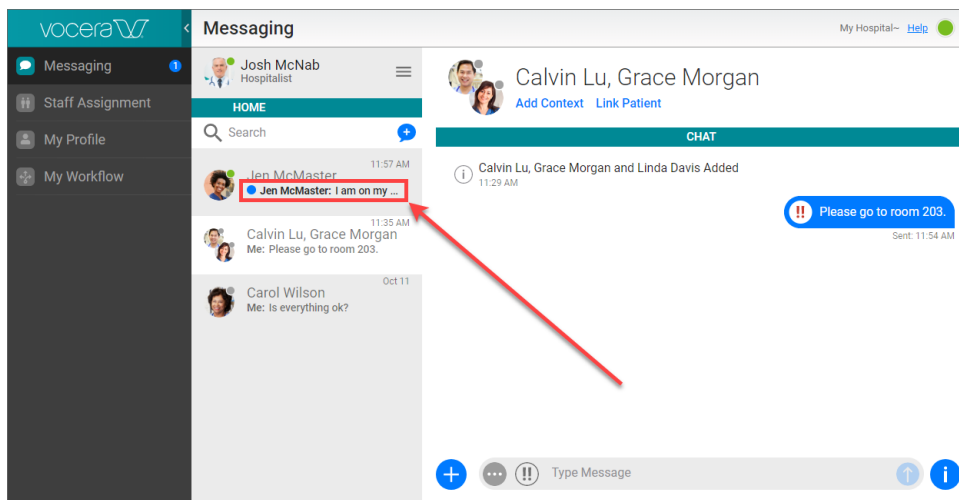 vocera
Messaging
My Hospital~ Help
Messaging 1
Staff Assignment
My Profile
My Workflow
Josh McNab
Hospitalist
HOME
Search
11:57 AM
Jen McMaster
Jen McMaster: I am on my ...
11:35 AM
Calvin Lu, Grace Morgan
Me: Please go to room 203.
Oct 11
Carol Wilson
Me: Is everything ok?
Calvin Lu, Grace Morgan
Add Context Link Patient
CHAT
Calvin Lu, Grace Morgan and Linda Davis Added
11:29 AM
!! Please go to room 203.
Sent: 11:54 AM
!! Type Message